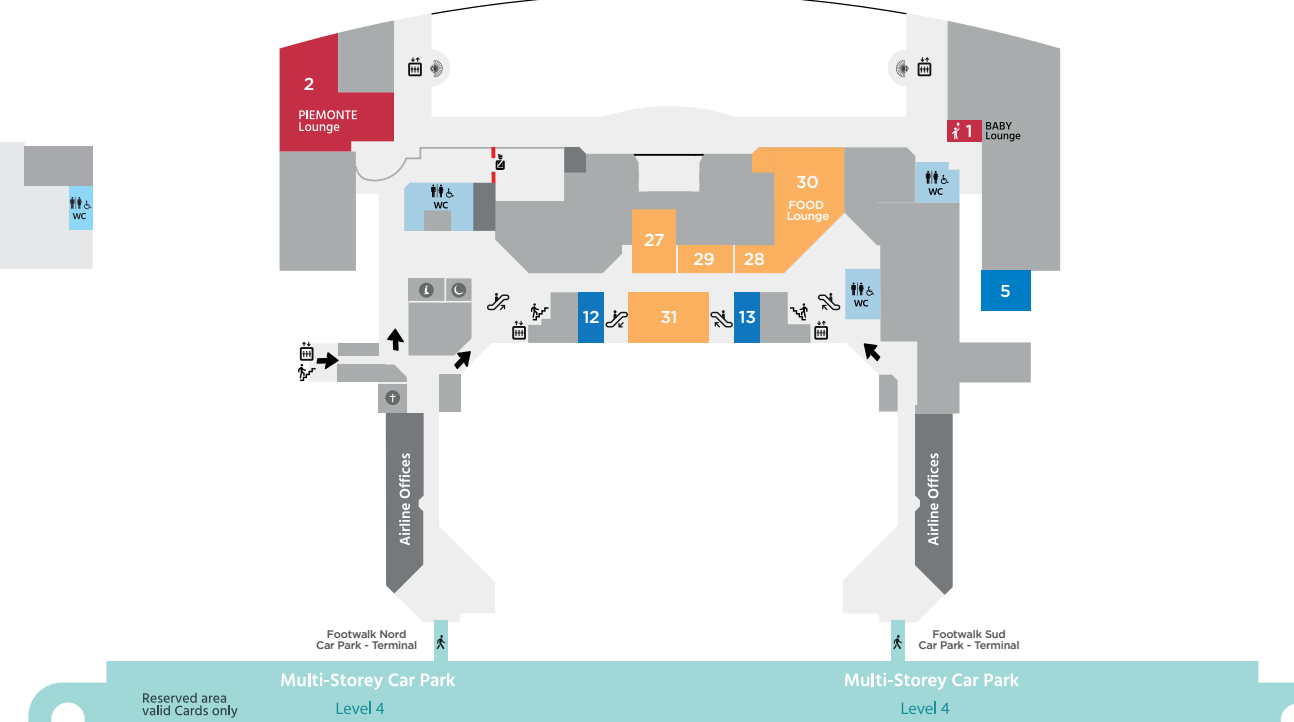 2
PIEMONTE
Lounge
1
BABY
Lounge
WC
WC
WC
30
FOOD
Lounge
27
29
28
WC
5
12
31
13
i
Airline Offices
Airline Offices
Footwalk Nord
Car Park - Terminal
Footwalk Sud
Car Park - Terminal
Multi-Storey Car Park
Multi-Storey Car Park
Reserved area
valid Cards only
Level 4
Level 4